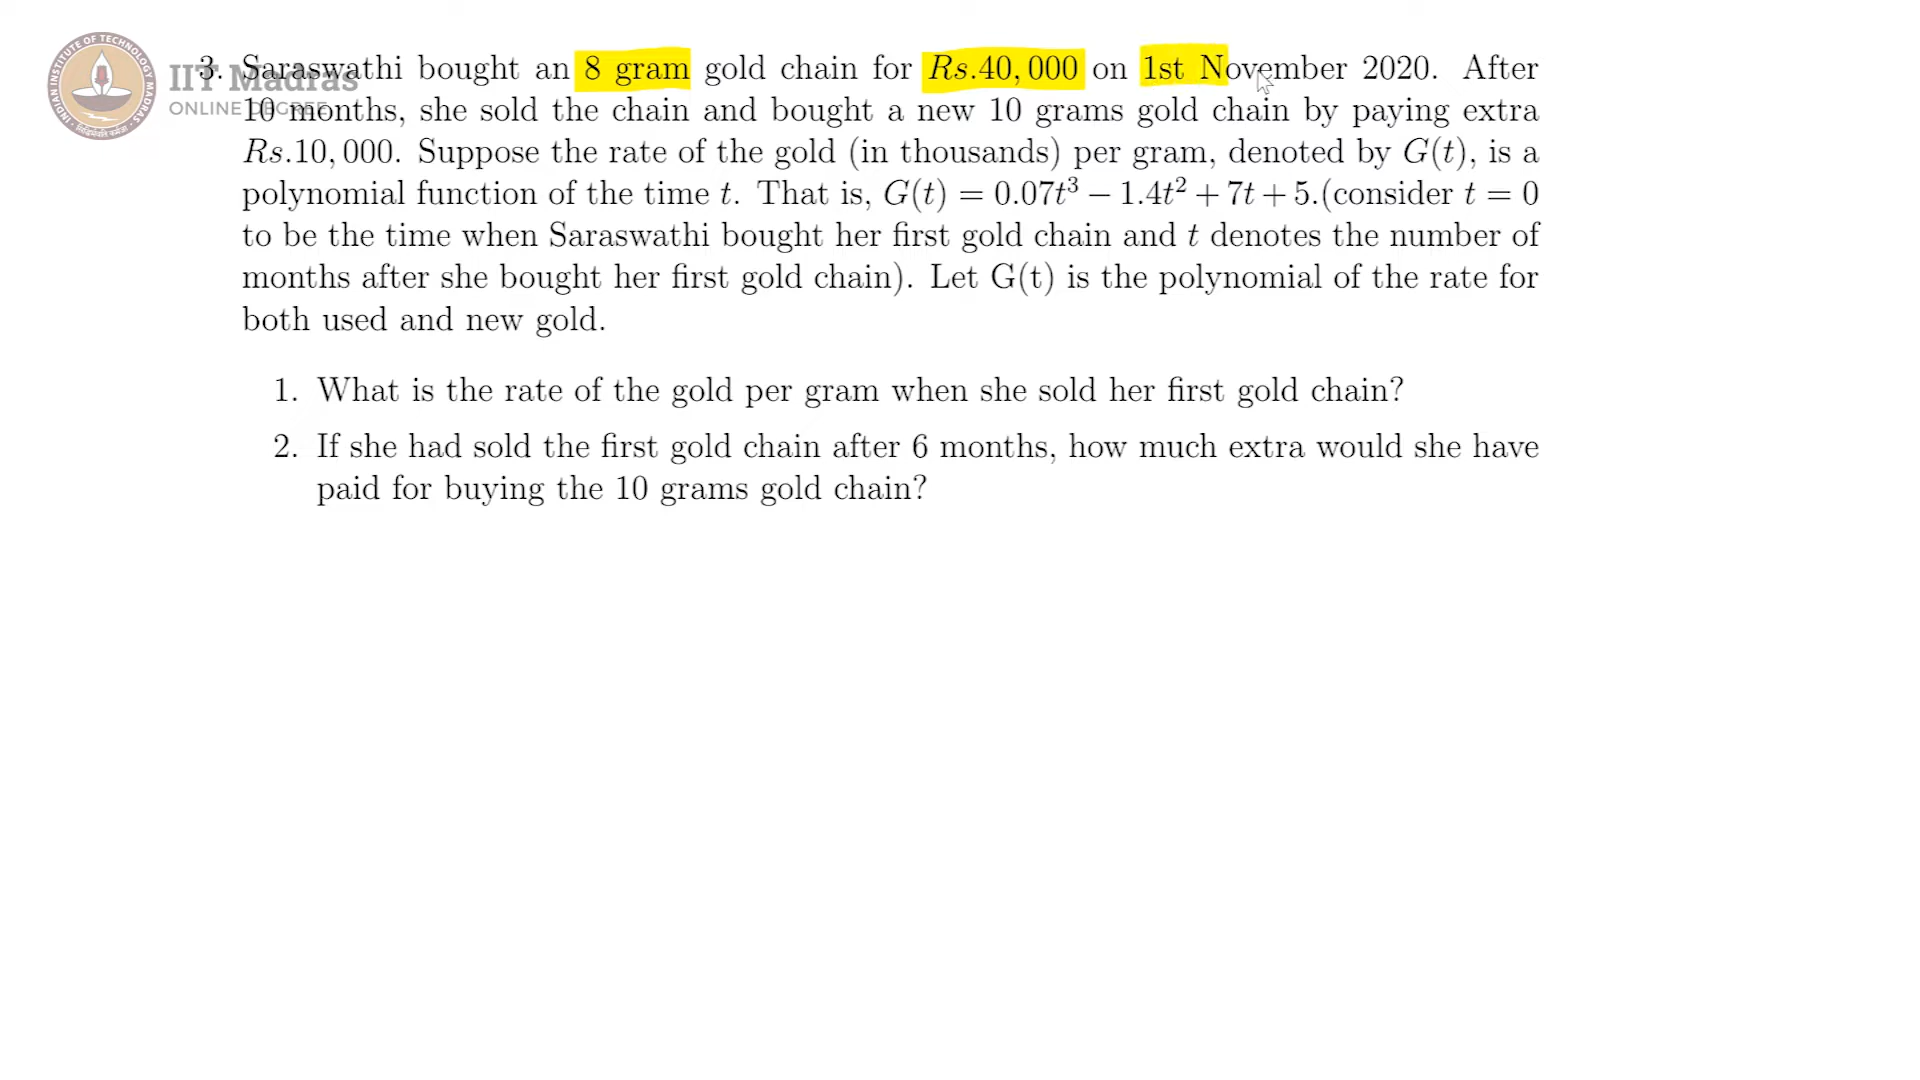 IIT Madras
ONLINE DEGREE
INDIAN INSTITUTE OF TECHNOLOGY MADRAS
3. Saraswathi bought an 8 gram gold chain for Rs.40, 000 on 1st November 2020. After
10 months, she sold the chain and bought a new 10 grams gold chain by paying extra
Rs.10, 000. Suppose the rate of the gold (in thousands) per gram, denoted by G(t), is a
polynomial function of the time t. That is, G(t) = 0.07t³ − 1.4t² + 7t + 5.(consider t = 0
to be the time when Saraswathi bought her first gold chain and t denotes the number of
months after she bought her first gold chain). Let G(t) is the polynomial of the rate for
both used and new gold.
1. What is the rate of the gold per gram when she sold her first gold chain?
2. If she had sold the first gold chain after 6 months, how much extra would she have
paid for buying the 10 grams gold chain?